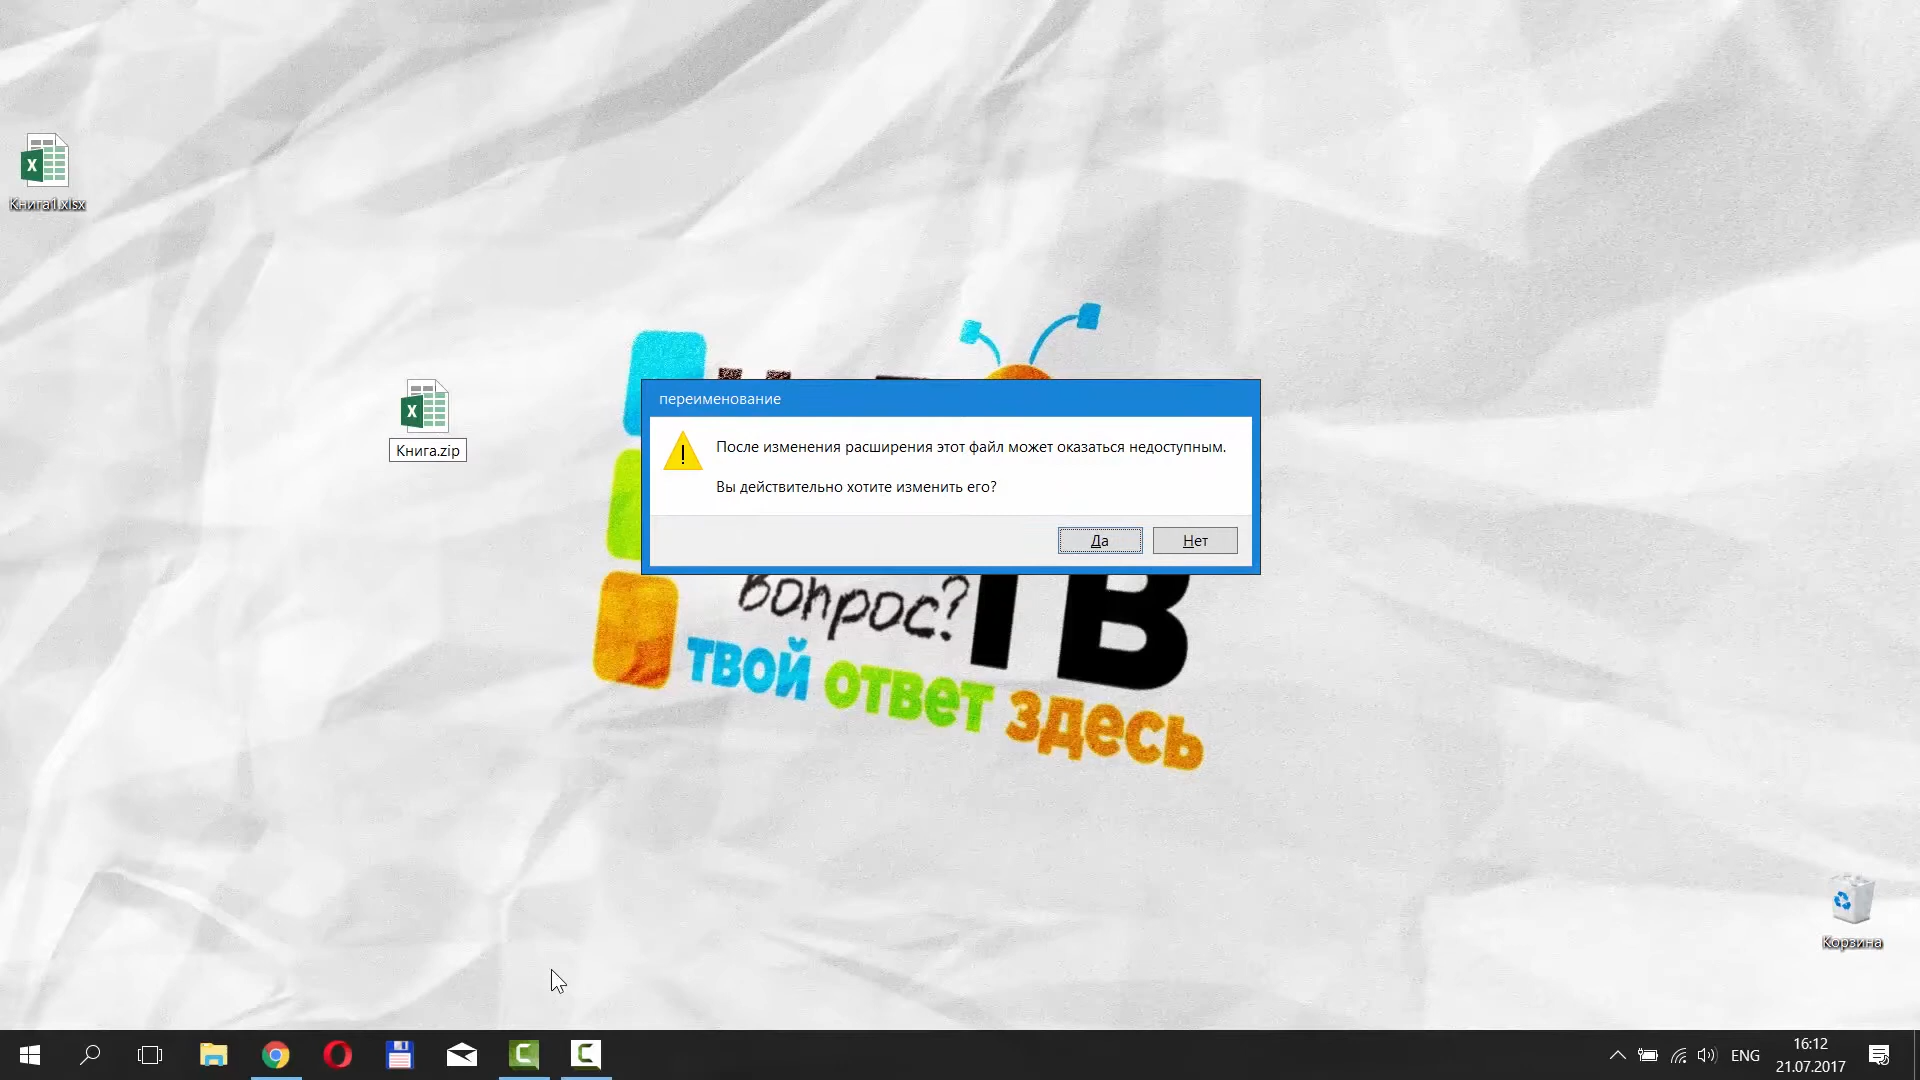 Книга1.xlsx
Книга.zip
переименование
После изменения расширения этот файл может оказаться недоступным.
Вы действительно хотите изменить его?
Да
Нет
вопрос?
ТВ
твой ответ здесь
Корзина
ENG
16:12
21.07.2017